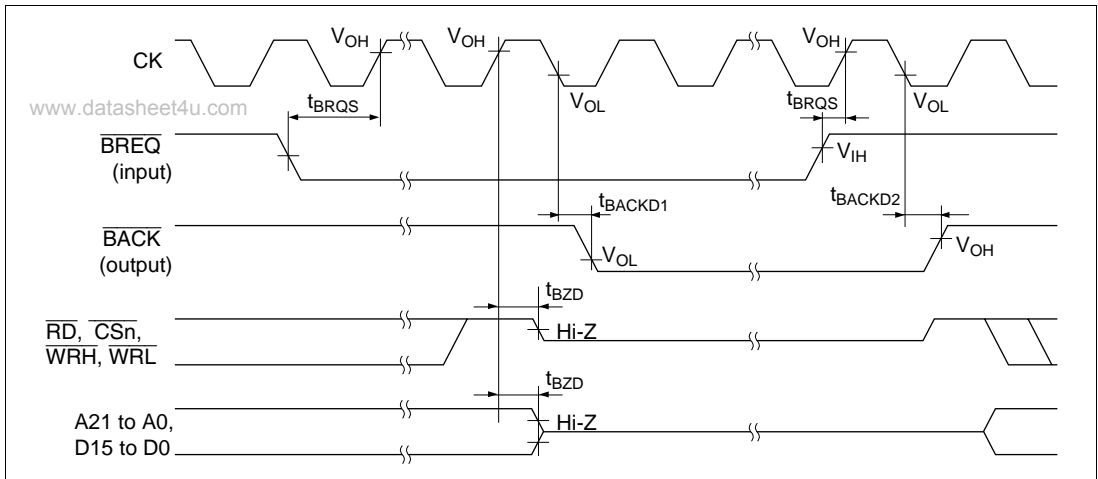 CK
VOH
VOH
VOH
VOL
VOL
www.datasheet4u.com
tBRQS
tBRQS
BREQ
(input)
VIH
tBACKD1
tBACKD2
BACK
(output)
VOL
VOH
tBZD
RD, CSn,
WRH, WRL
Hi-Z
tBZD
A21 to A0,
D15 to D0
Hi-Z